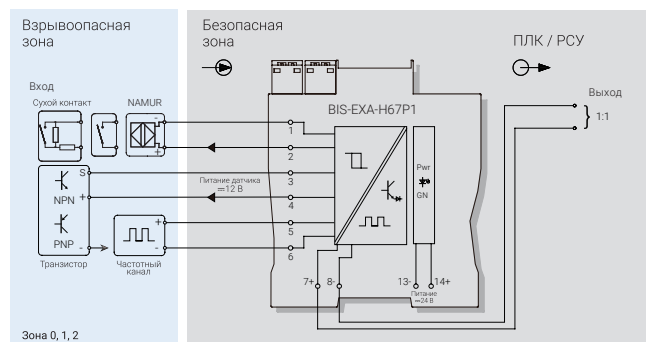 Взрывоопасная
зона
Безопасная
зона
ПЛК / РСУ
Вход
Сухой контакт
NAMUR
Выход
1:1
BIS-EXA-H67P1
-
+
1
2
3
4
5
6
Питание датчика
12 В
S
NPN
+
PNP
-
Транзистор
+
-
Частотный
канал
Pwr
GN
7+
8-
13-
14+
Питание
24 В
Зона 0, 1, 2